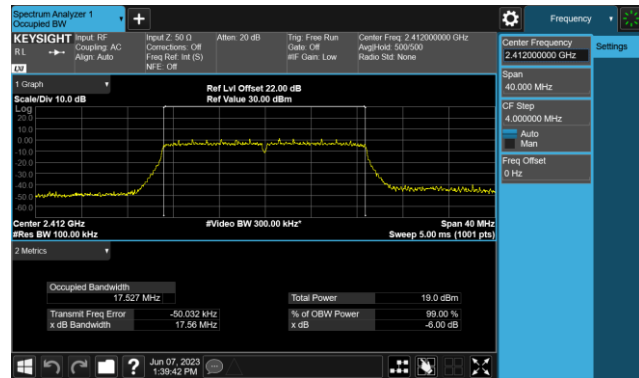 Spectrum Analyzer 1
Occupied BW
Frequency
KEYSIGHT
RL
Input: RF
Coupling: AC
Align: Auto
Input Z: 50 Ω
Corrections: Off
Freq Ref: Int (S)
NFE: Off
Atten: 20 dB
Trig: Free Run
Gate: Off
#IF Gain: Low
Center Freq: 2.412000000 GHz
Avg|Hold: 500/500
Radio Std: None
LXI
Center Frequency
2.412000000 GHz
Settings
Span
40.000 MHz
CF Step
4.000000 MHz
Auto
Man
Freq Offset
0 Hz
1 Graph
Scale/Div 10.0 dB
Ref Lvl Offset 22.00 dB
Ref Value 30.00 dBm
Log
20.0
10.0
0.00
-10.0
-20.0
-30.0
-40.0
-50.0
-60.0
Center 2.412 GHz
#Res BW 100.00 kHz
#Video BW 300.00 kHz*
Span 40 MHz
Sweep 5.00 ms (1001 pts)
2 Metrics
Occupied Bandwidth
17.527 MHz
Transmit Freq Error
-50.032 kHz
x dB Bandwidth
17.56 MHz
Total Power
19.0 dBm
% of OBW Power
99.00 %
x dB
-6.00 dB
?
Jun 07, 2023
1:39:42 PM